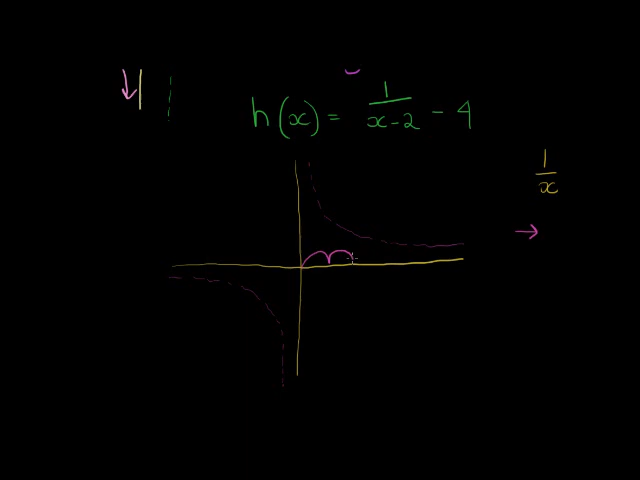 h(x) = 1/(x-2) - 4
1/x